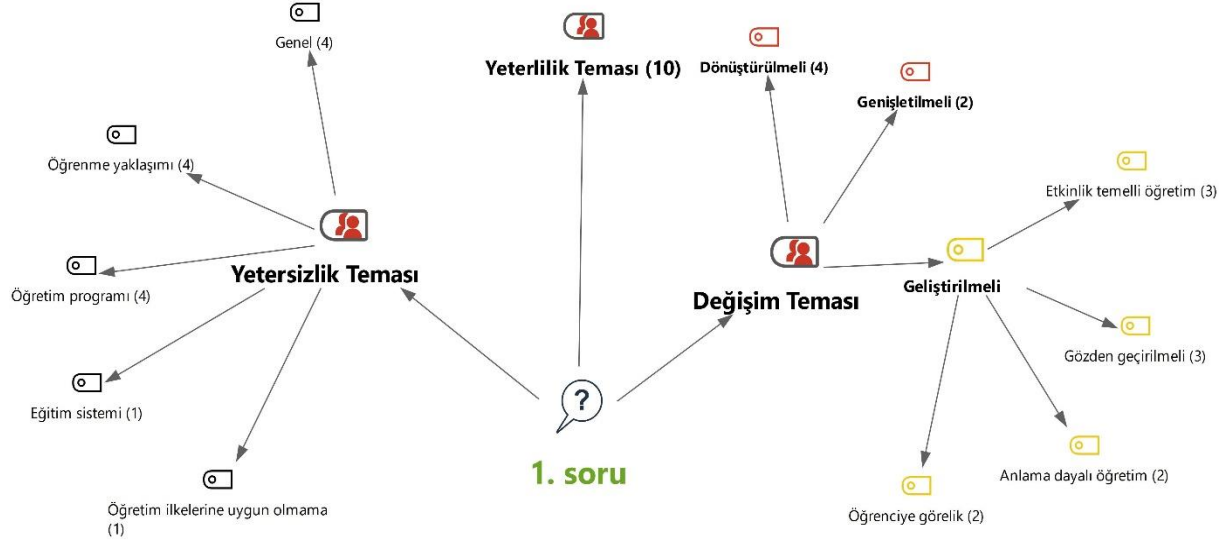 Genel (4)
Yeterlilik Teması (10)
Dönüştürülmeli (4)
Genişletilmeli (2)
Öğrenme yaklaşımı (4)
Etkinlik temelli öğretim (3)
Yetersizlik Teması
Öğretim programı (4)
Değişim Teması
Geliştirilmeli
Gözden geçirilmeli (3)
Eğitim sistemi (1)
?
1. soru
Anlama dayalı öğretim (2)
Öğretim ilkelerine uygun olmama
(1)
Öğrenciye görelik (2)